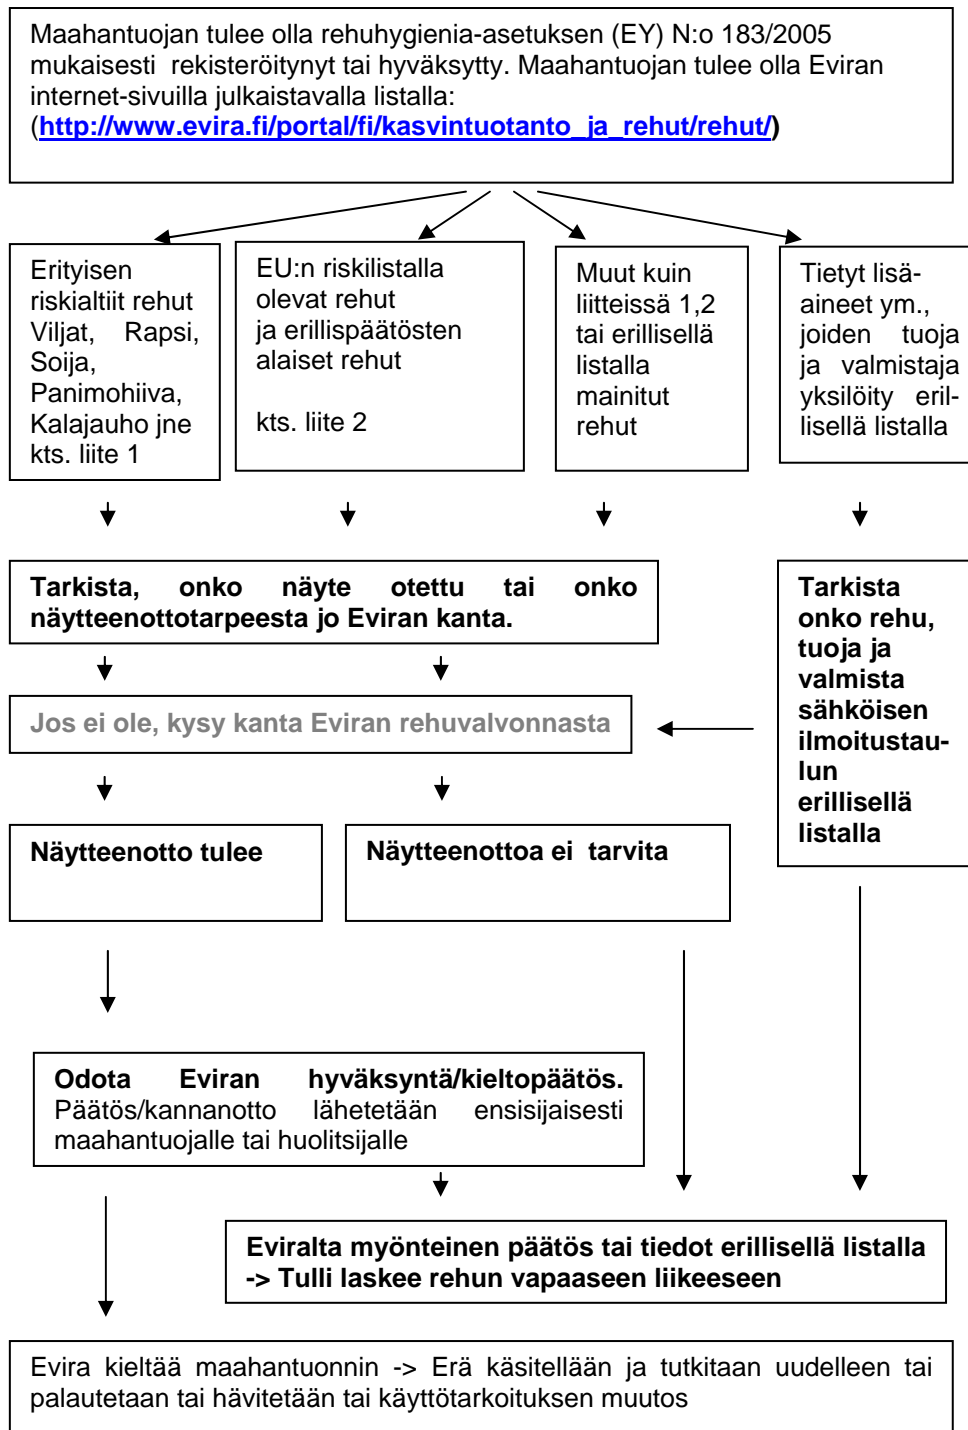 Maahantuojan tulee olla rehuhygienia-asetuksen (EY) N:o 183/2005
mukaisesti rekisteröitynyt tai hyväksytty. Maahantuojan tulee olla Eviran
internet-sivuilla julkaistavalla listalla:
(http://www.evira.fi/portal/fi/kasvintuotanto_ja_rehut/rehut/)
Erityisen
riskialtiit rehut
Viljat, Rapsi,
Soija,
Panimohiiva,
Kalajauho jne
kts. liite 1
EU:n riskilistalla
olevat rehut
ja erillispäätösten
alaiset rehut
kts. liite 2
Muut kuin
liitteissä 1,2
tai erillisellä
listalla
mainitut
rehut
Tietyt lisä-
aineet ym.,
joiden tuoja
ja valmistaja
yksilöity eril-
lisellä listalla
Tarkista, onko näyte otettu tai onko
näytteenottotarpeesta jo Eviran kanta.
Jos ei ole, kysy kanta Eviran rehuvalvonnasta
Tarkista
onko rehu,
tuoja ja
valmista
sähköisen
ilmoitustau-
lun
erillisellä
listalla
Näytteenotto tulee
Näytteenottoa ei tarvita
Odota Eviran hyväksyntä/kieltopäätös.
Päätös/kannanotto lähetetään ensisijaisesti
maahantuojalle tai huolitsijalle
Eviralta myönteinen päätös tai tiedot erillisellä listalla
-> Tulli laskee rehun vapaaseen liikeeseen
Evira kieltää maahantuonnin -> Erä käsitellään ja tutkitaan uudelleen tai
palautetaan tai hävitetään tai käyttötarkoituksen muutos